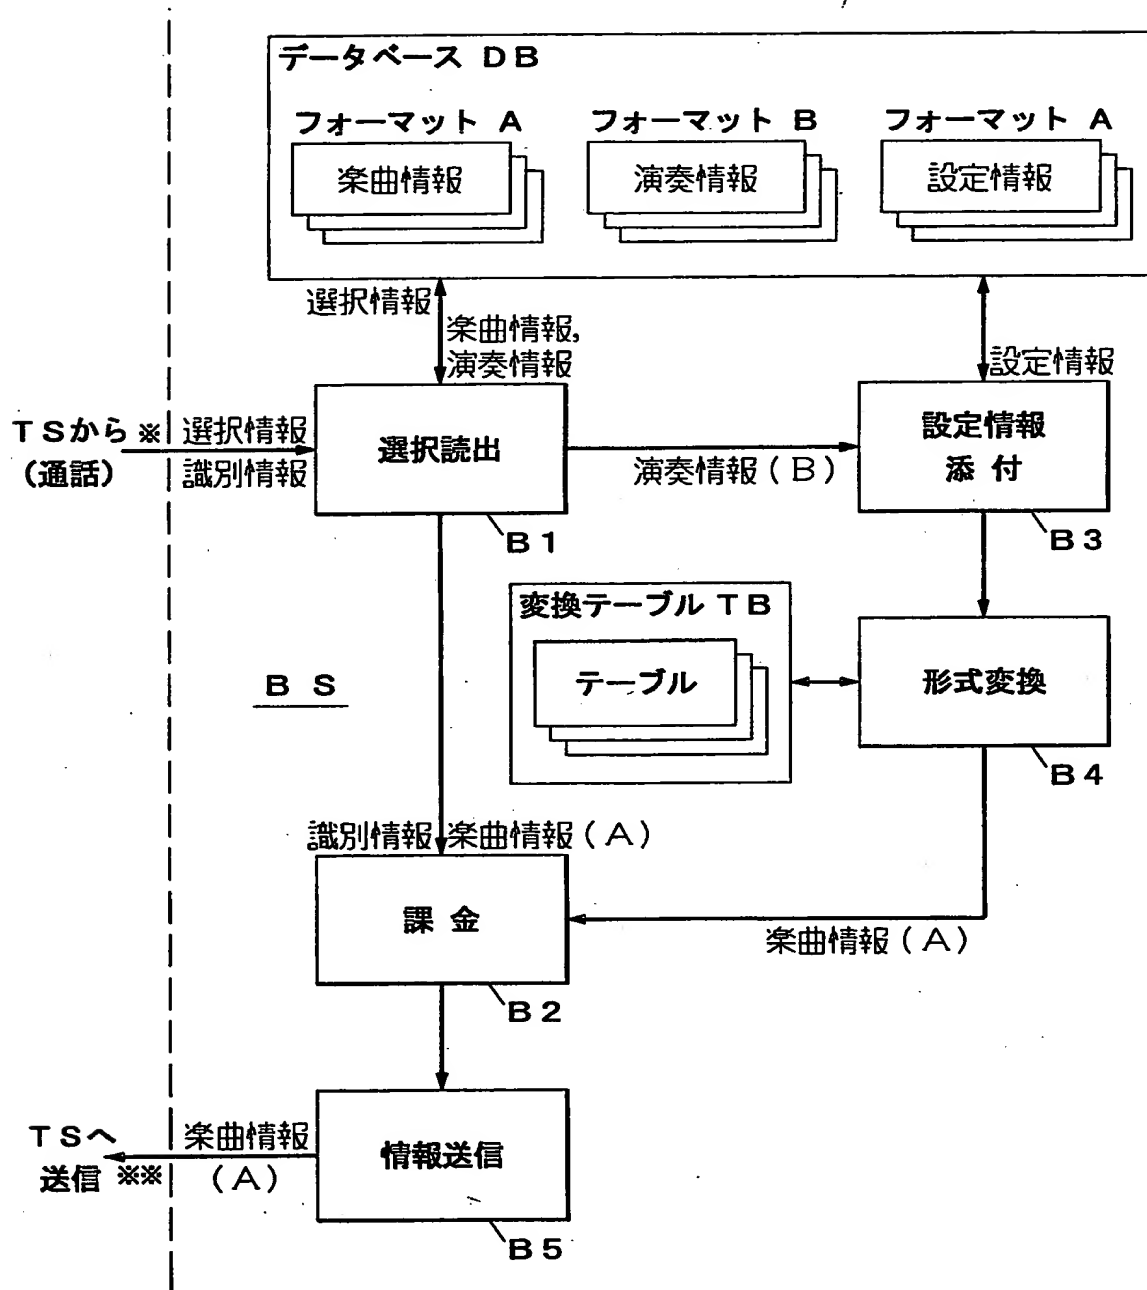 データベース DB
フォーマット A
フォーマット B
フォーマット A
楽曲情報
演奏情報
設定情報
選択情報
楽曲情報,
演奏情報
設定情報
TSから※
(通話)
選択情報
識別情報
選択読出
演奏情報(B)
設定情報
添付
B1
B3
変換テーブル TB
テーブル
形式変換
BS
B4
識別情報
楽曲情報(A)
課金
楽曲情報(A)
B2
TSへ
送信 ※※
楽曲情報
(A)
情報送信
B5